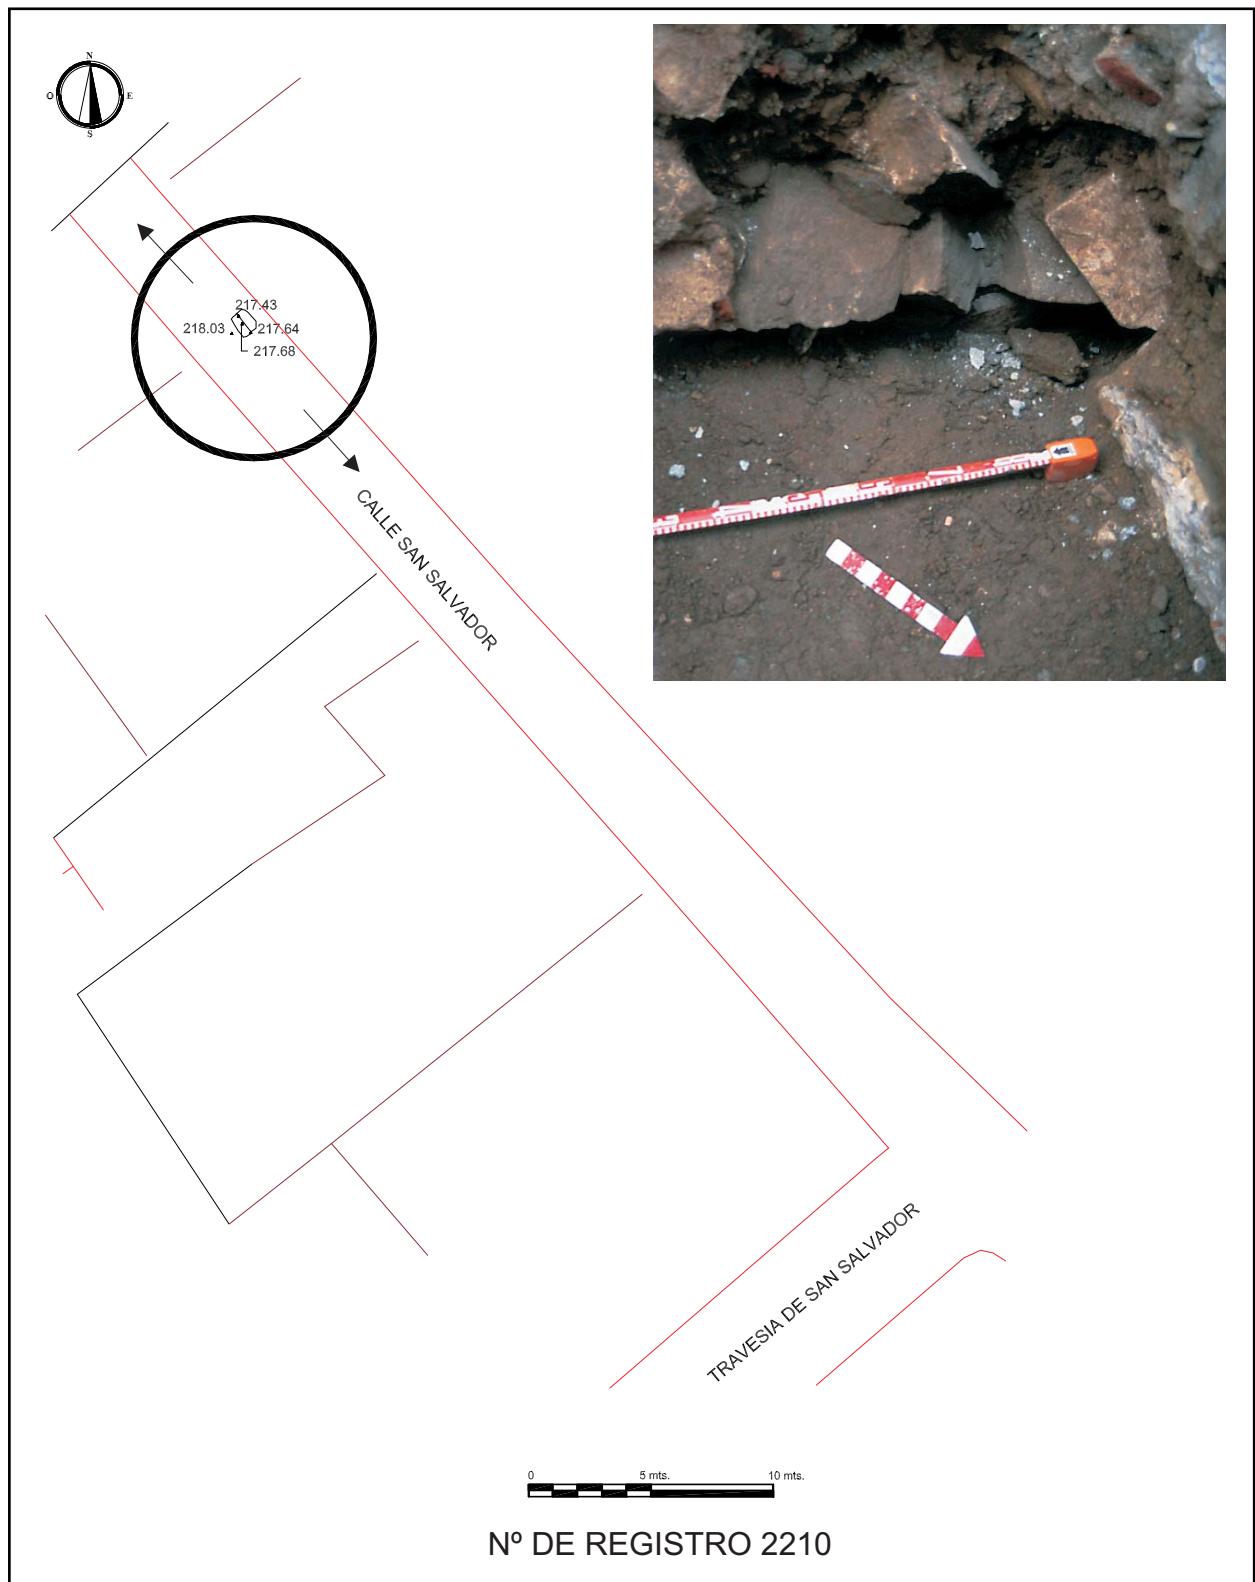 N
O E
S
217.43
218.03 217.64
217.68
CALLE SAN SALVADOR
TRAVESIA DE SAN SALVADOR
0 5 mts. 10 mts.
Nº DE REGISTRO 2210